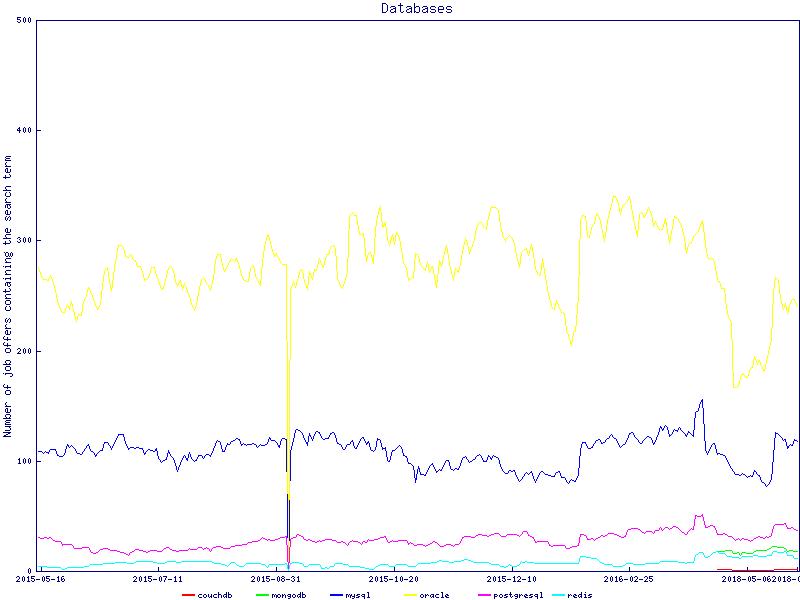 Databases
Number of job offers containing the search term
500
400
300
200
100
0
2015-05-16 2015-07-11 2015-08-31 2015-10-20 2015-12-10 2016-02-25 2018-05-06 2018-0
couchdb mongodb mysql oracle postgresql redis